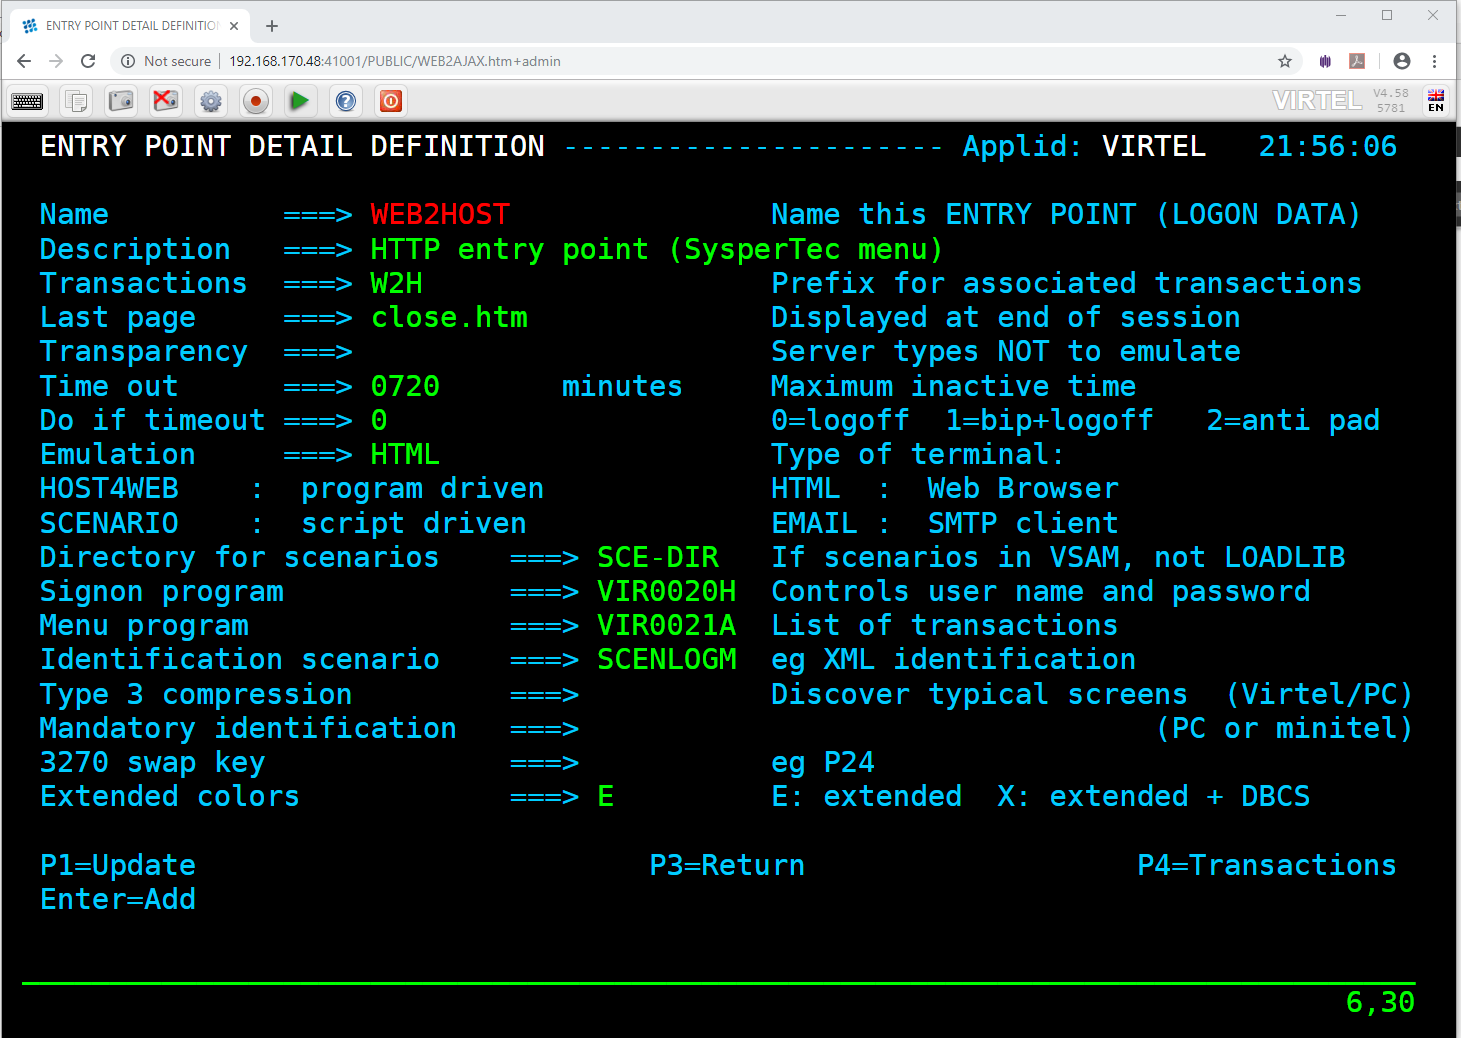 ENTRY POINT DETAIL DEFINITION
Not secure | 192.168.170.48:41001/PUBLIC/WEB2AJAX.htm+admin
VIRTEL V4.58 5781 EN
ENTRY POINT DETAIL DEFINITION ---------------------- Applid: VIRTEL 21:56:06
Name ===> WEB2HOST Name this ENTRY POINT (LOGON DATA)
Description ===> HTTP entry point (SysperTec menu)
Transactions ===> W2H Prefix for associated transactions
Last page ===> close.htm Displayed at end of session
Transparency ===> Server types NOT to emulate
Time out ===> 0720 minutes Maximum inactive time
Do if timeout ===> 0 0=logoff 1=bip+logoff 2=anti pad
Emulation ===> HTML Type of terminal:
HOST4WEB : program driven HTML : Web Browser
SCENARIO : script driven EMAIL : SMTP client
Directory for scenarios ===> SCE-DIR If scenarios in VSAM, not LOADLIB
Signon program ===> VIR0020H Controls user name and password
Menu program ===> VIR0021A List of transactions
Identification scenario ===> SCENLOGM eg XML identification
Type 3 compression ===> Discover typical screens (Virtel/PC)
Mandatory identification ===> (PC or minitel)
3270 swap key ===> eg P24
Extended colors ===> E E: extended X: extended + DBCS
P1=Update P3=Return P4=Transactions
Enter=Add
6,30